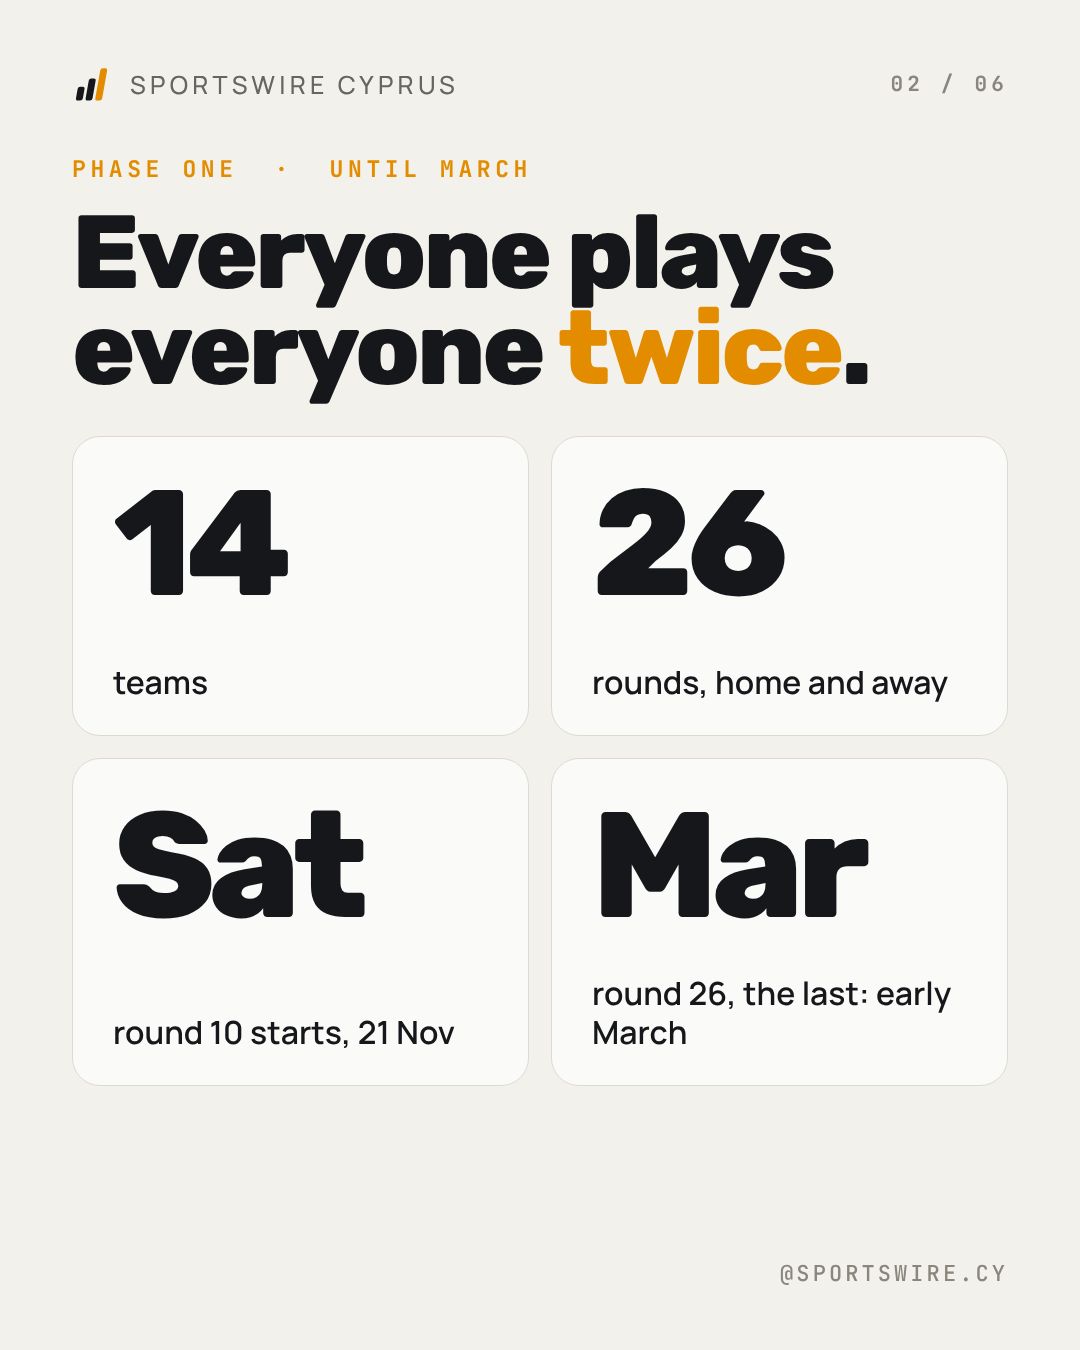 SPORTSWIRE CYPRUS
02 / 06
PHASE ONE · UNTIL MARCH
Everyone plays
everyone twice.
14
teams
26
rounds, home and away
Sat
round 10 starts, 21 Nov
Mar
round 26, the last: early
March
@SPORTSWIRE.CY